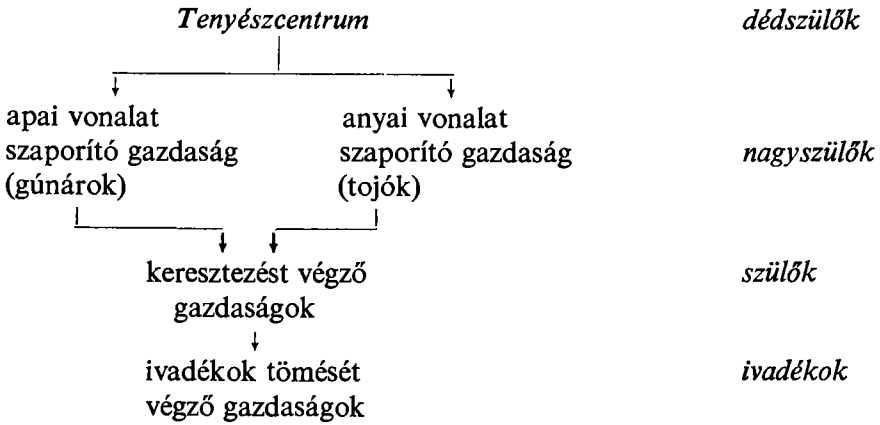 Tenyészcentrum dédszülők
apai vonalat anyai vonalat
szaporító gazdaság szaporító gazdaság nagyszülők
(gúnárok) (tojók)
keresztezést végző szülők
gazdaságok
ivadékok tömését ivadékok
végző gazdaságok